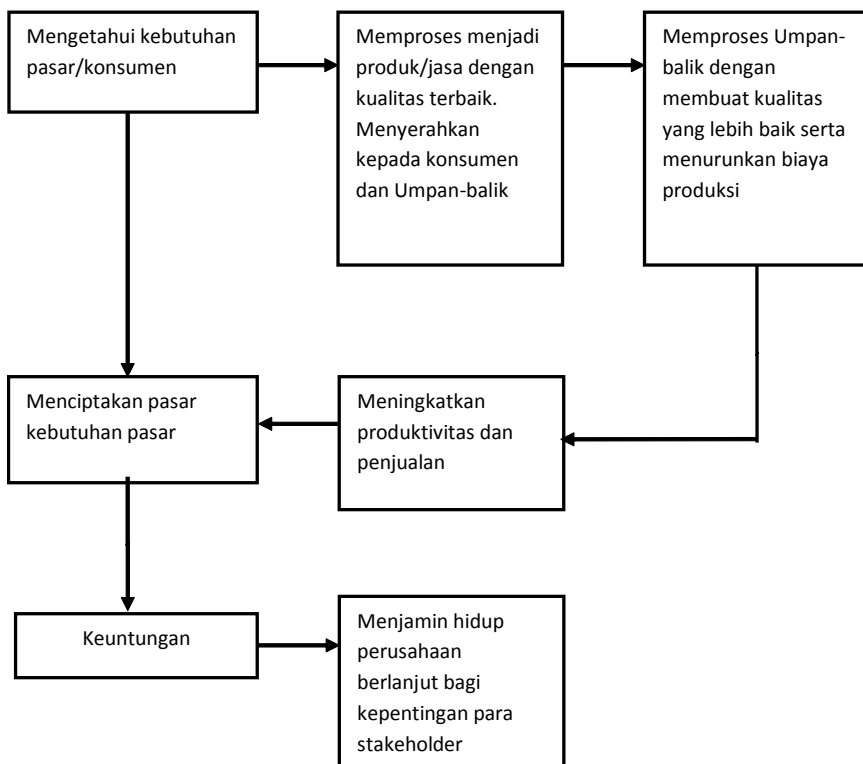 Mengetahui kebutuhan
pasar/konsumen
Memproses menjadi
produk/jasa dengan
kualitas terbaik.
Menyerahkan
kepada konsumen
dan Umpan-balik
Memproses Umpan-
balik dengan
membuat kualitas
yang lebih baik serta
menurunkan biaya
produksi
Menciptakan pasar
kebutuhan pasar
Meningkatkan
produktivitas dan
penjualan
Keuntungan
Menjamin hidup
perusahaan
berlanjut bagi
kepentingan para
stakeholder